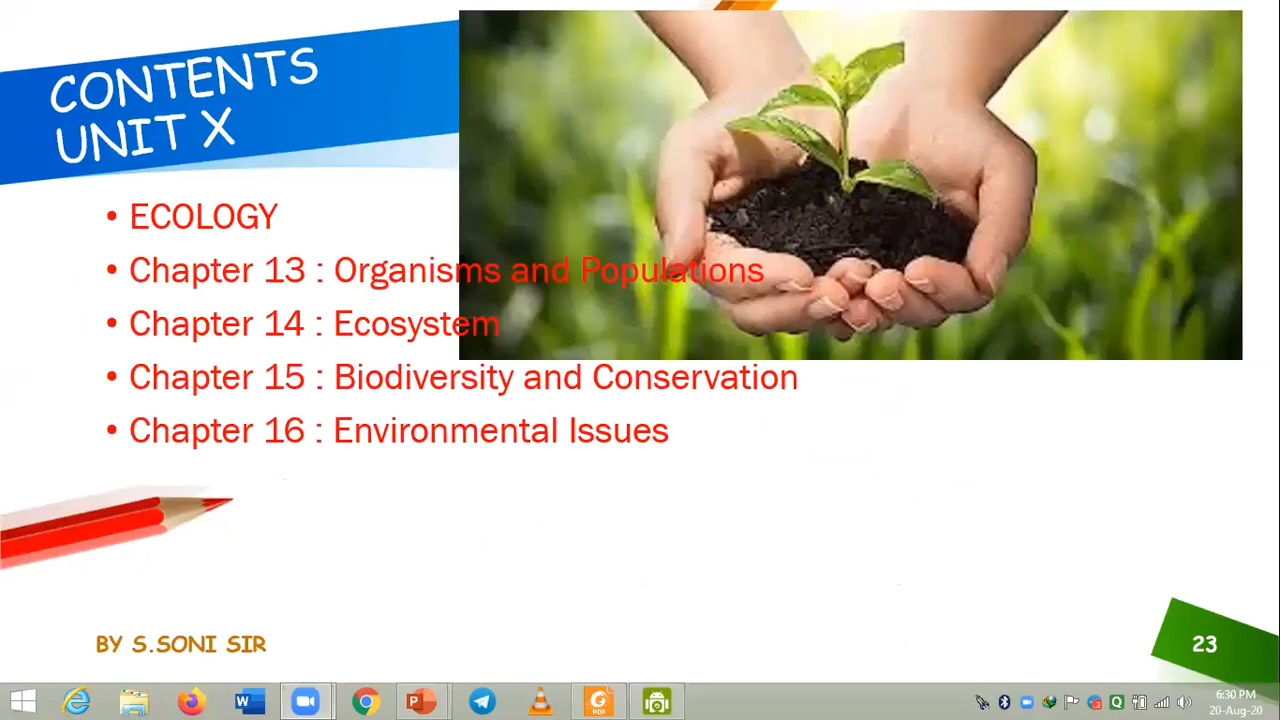 CONTENTS
UNIT X
• ECOLOGY
• Chapter 13 : Organisms and Populations
• Chapter 14 : Ecosystem
• Chapter 15 : Biodiversity and Conservation
• Chapter 16 : Environmental Issues
BY S.SONI SIR
23
6:30 PM
20-Aug-20